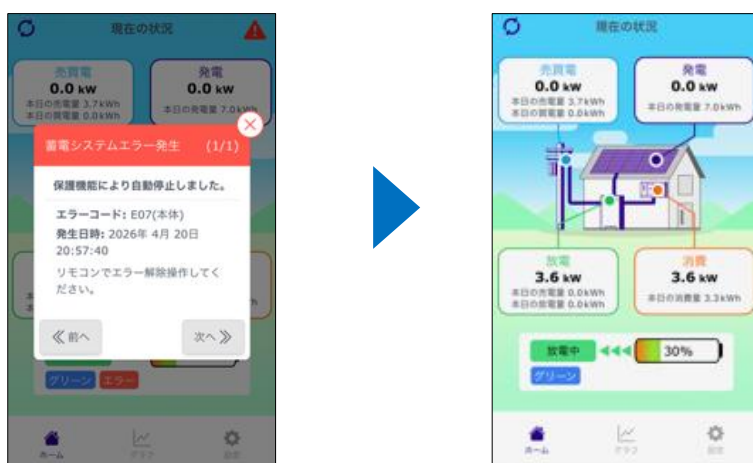 現在の状況
売買電
0.0 kw
本日の売電量 3.7kWh
本日の買電量 0.0kWh
発電
0.0 kw
本日の発電量 7.0kWh
蓄電システムエラー発生 (1/1)
保護機能により自動停止しました。
エラーコード: E07(本体)
発生日時: 2026年 4月 20日
20:57:40
リモコンでエラー解除操作してく
ださい。
≪前へ
次へ≫
グリーン エラー
ホーム
グラフ
設定
現在の状況
売買電
0.0 kw
本日の売電量 3.7kWh
本日の買電量 0.0kWh
発電
0.0 kw
本日の発電量 7.0kWh
放電
3.6 kw
本日の充電量 0.0kWh
本日の放電量 0.0kWh
消費
3.6 kw
本日の消費量 3.3kWh
放電中
30%
グリーン
ホーム
グラフ
設定